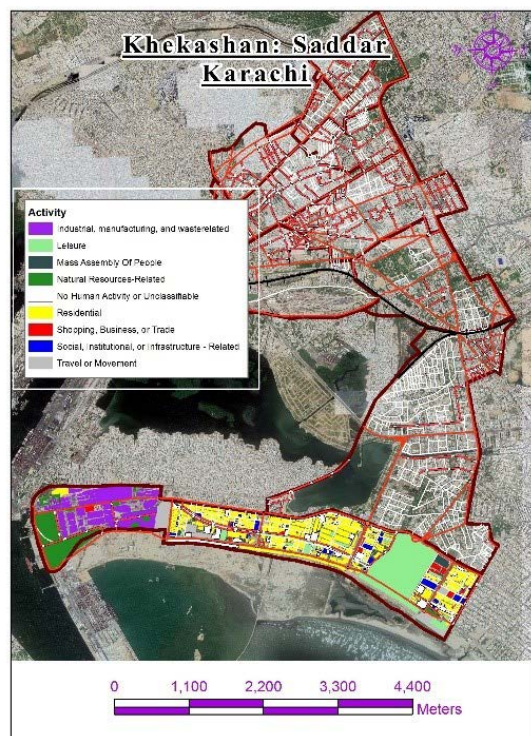 Khekashan: Saddar
Karachi
Activity
Industrial, manufacturing, and wasterelated
Leisure
Mass Assembly Of People
Natural Resources-Related
No Human Activity or Unclassifiable
Residential
Shopping, Business, or Trade
Social, Institutional, or Infrastructure - Related
Travel or Movement
0 1,100 2,200 3,300 4,400
Meters